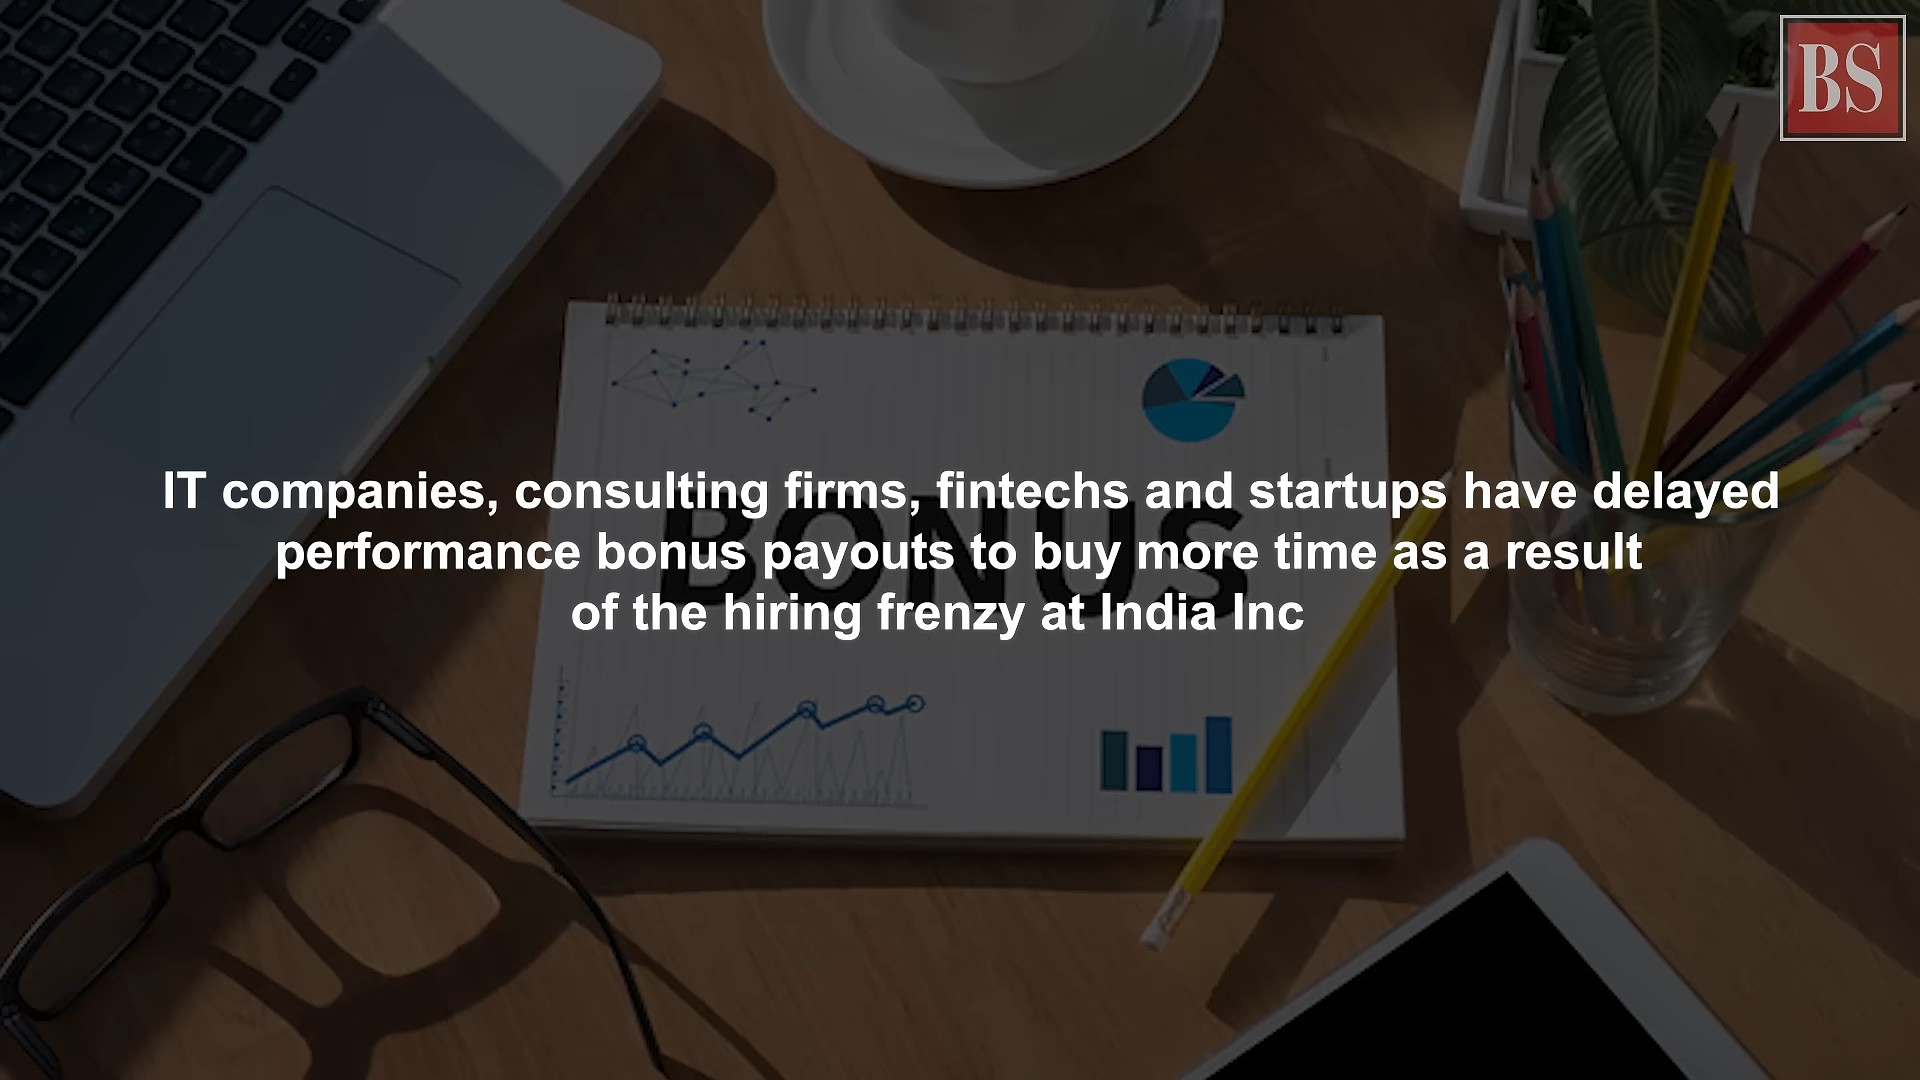 BS
IT companies, consulting firms, fintechs and startups have delayed
performance bonus payouts to buy more time as a result
of the hiring frenzy at India Inc
BONUS